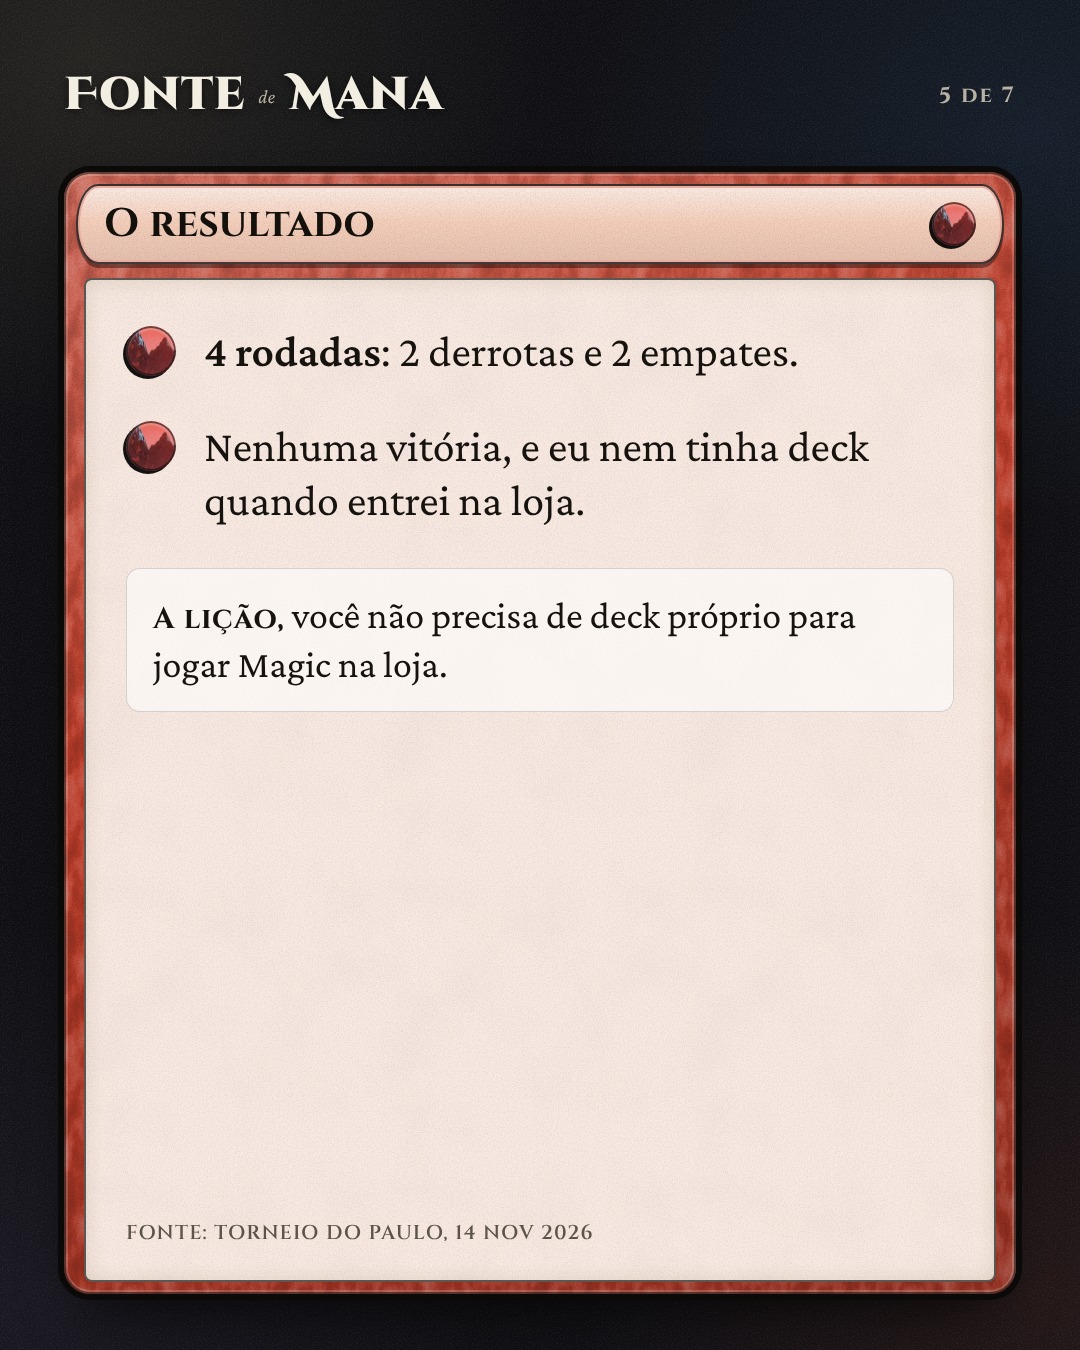 Fonte de Mana
5 de 7
O resultado
4 rodadas: 2 derrotas e 2 empates.
Nenhuma vitória, e eu nem tinha deck
quando entrei na loja.
A lição, você não precisa de deck próprio para
jogar Magic na loja.
Fonte: Torneio do Paulo, 14 nov 2026